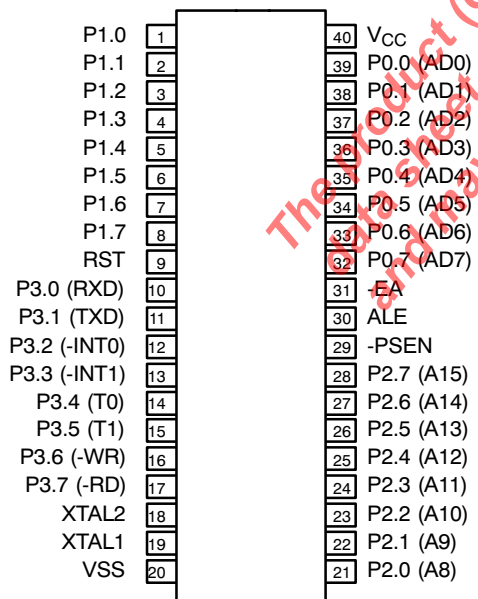 P1.0 1 40 VCC
P1.1 2 39 P0.0 (AD0)
P1.2 3 38 P0.1 (AD1)
P1.3 4 37 P0.2 (AD2)
P1.4 5 36 P0.3 (AD3)
P1.5 6 35 P0.4 (AD4)
P1.6 7 34 P0.5 (AD5)
P1.7 8 33 P0.6 (AD6)
RST 9 32 P0.7 (AD7)
P3.0 (RXD) 10 31 -EA
P3.1 (TXD) 11 30 ALE
P3.2 (-INT0) 12 29 -PSEN
P3.3 (-INT1) 13 28 P2.7 (A15)
P3.4 (T0) 14 27 P2.6 (A14)
P3.5 (T1) 15 26 P2.5 (A13)
P3.6 (-WR) 16 25 P2.4 (A12)
P3.7 (-RD) 17 24 P2.3 (A11)
XTAL2 18 23 P2.2 (A10)
XTAL1 19 22 P2.1 (A9)
VSS 20 21 P2.0 (A8)
The product
data sheet
and may